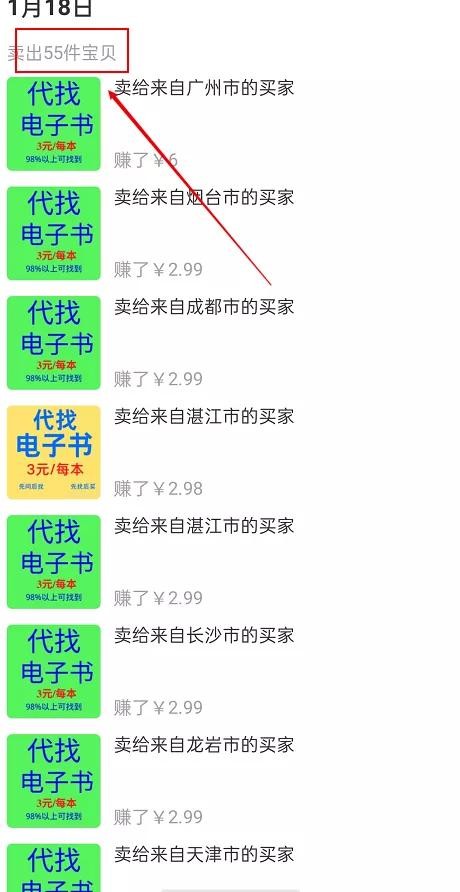 1月18日
卖出55件宝贝
代找
电子书
3元/每本
98%以上可找到
卖给来自广州市的买家
赚了￥6
代找
电子书
3元/每本
98%以上可找到
卖给来自烟台市的买家
赚了￥2.99
代找
电子书
3元/每本
98%以上可找到
卖给来自成都市的买家
赚了￥2.99
代找
电子书
3元/每本
先问后找 先找后买
卖给来自湛江市的买家
赚了￥2.98
代找
电子书
3元/每本
98%以上可找到
卖给来自湛江市的买家
赚了￥2.99
代找
电子书
3元/每本
98%以上可找到
卖给来自长沙市的买家
赚了￥2.99
代找
电子书
3元/每本
98%以上可找到
卖给来自龙岩市的买家
赚了￥2.99
代找
电子书
卖给来自天津市的买家